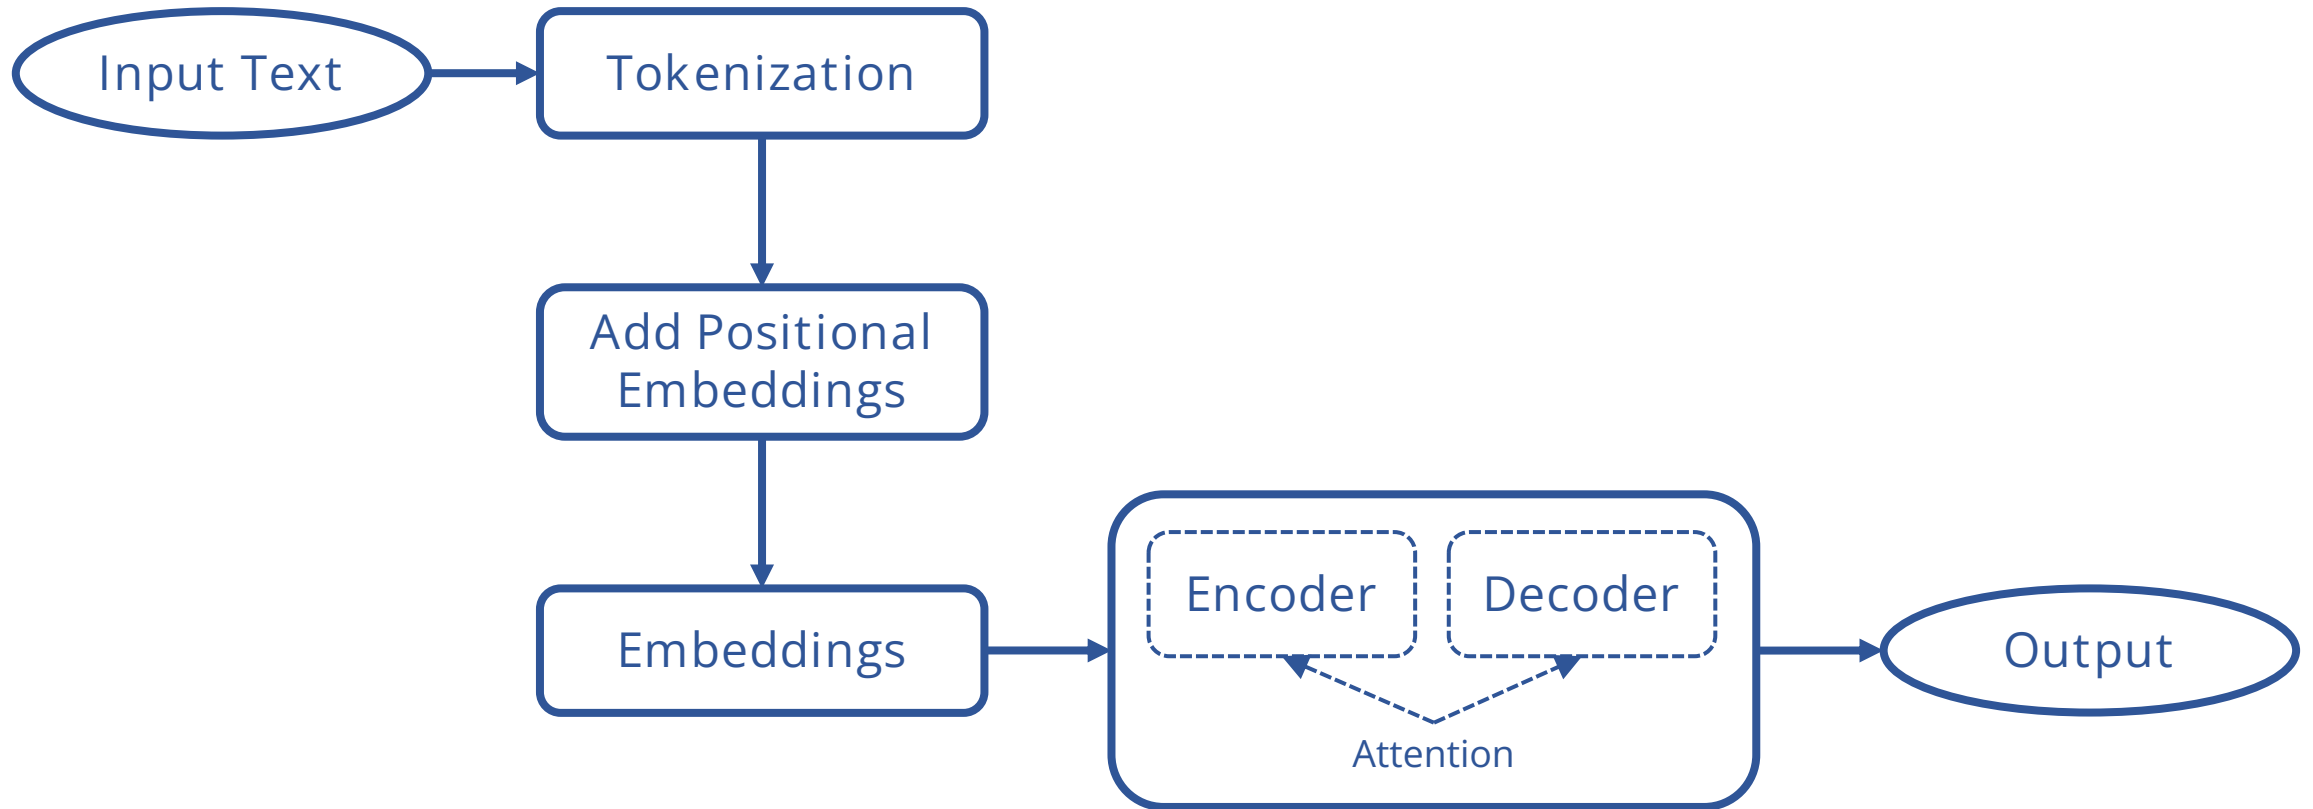 Input Text
Tokenization
Add Positional
Embeddings
Embeddings
Encoder
Decoder
Attention
Output